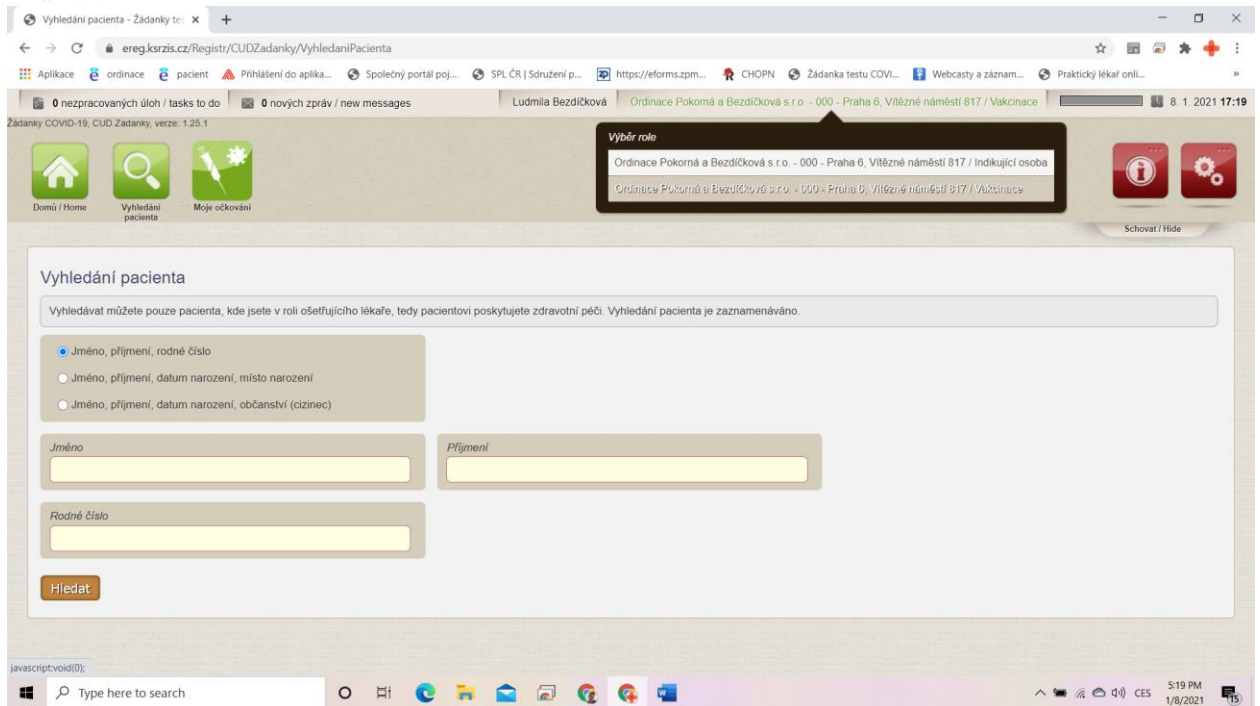 Vyhledání pacienta - Žádanky te
ereg.ksrzis.cz/Registr/CUDZadanky/VyhledaniPacienta
Aplikace ordinace pacient Přihlášení do aplika... Společný portál poj... SPL ČR | Sdružení p... https://eforms.zpm... CHOPN Žádanka testu COVI... Webcasty a záznam... Praktický lékař onli... »
0 nezpracovaných úloh / tasks to do 0 nových zpráv / new messages Ludmila Bezdíčková Ordinace Pokorná a Bezdíčková s.r.o. - 000 - Praha 6, Vítězné náměstí 817 / Vakcinace 8. 1. 2021 17:19
Žádanky COVID-19, CUD.Zadanky, verze: 1.25.1
Výběr role
Ordinace Pokorná a Bezdíčková s.r.o. - 000 - Praha 6, Vítězné náměstí 817 / Indikující osoba
Ordinace Pokorná a Bezdíčková s.r.o. - 000 - Praha 6, Vítězné náměstí 817 / Vakcinace
Domů / Home Vyhledání pacienta Moje očkování
Schovat / Hide
Vyhledání pacienta
Vyhledávat můžete pouze pacienta, kde jsete v roli ošetřujícího lékaře, tedy pacientovi poskytujete zdravotní péči. Vyhledání pacienta je zaznamenáváno.
Jméno, příjmení, rodné číslo
Jméno, příjmení, datum narození, místo narození
Jméno, příjmení, datum narození, občanství (cizinec)
Jméno Příjmení
Rodné číslo
Hledat
javascript:void(0);
Type here to search CES 5:19 PM
1/8/2021 15